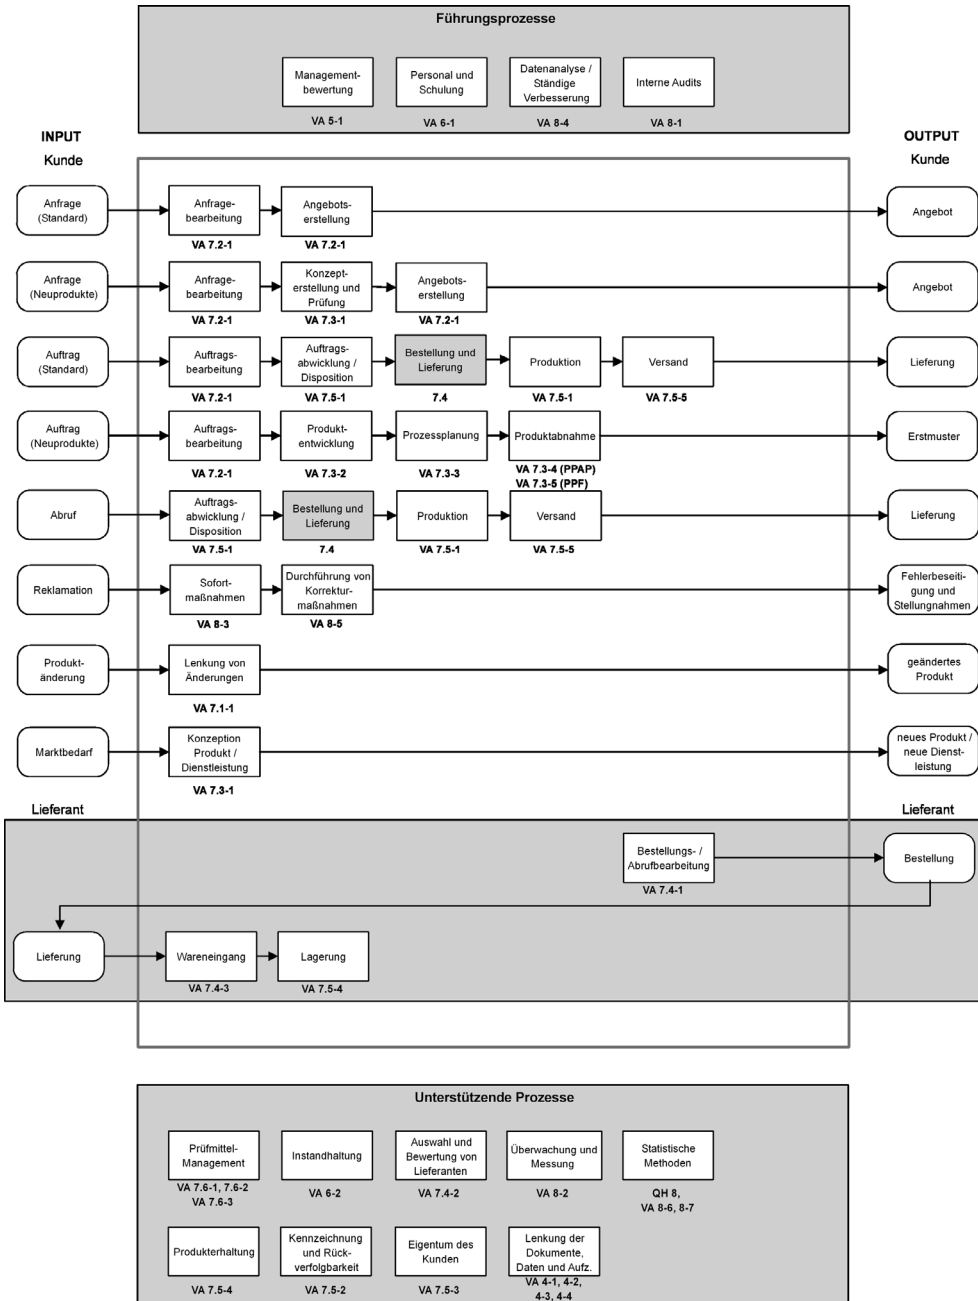 Führungsprozesse
Management-
bewertung
Personal und
Schulung
Datenanalyse /
Ständige
Verbesserung
Interne Audits
VA 5-1
VA 6-1
VA 8-4
VA 8-1
INPUT
Kunde
OUTPUT
Kunde
Anfrage
(Standard)
Anfrage-
bearbeitung
Angebots-
erstellung
Angebot
VA 7.2-1
VA 7.2-1
Anfrage
(Neuprodukte)
Anfrage-
bearbeitung
Konzept-
erstellung und
Prüfung
Angebots-
erstellung
Angebot
VA 7.2-1
VA 7.3-1
VA 7.2-1
Auftrag
(Standard)
Auftrags-
bearbeitung
Auftrags-
abwicklung /
Disposition
Bestellung und
Lieferung
Produktion
Versand
Lieferung
VA 7.2-1
VA 7.5-1
7.4
VA 7.5-1
VA 7.5-5
Auftrag
(Neuprodukte)
Auftrags-
bearbeitung
Produkt-
entwicklung
Prozessplanung
Produktabnahme
Erstmuster
VA 7.2-1
VA 7.3-2
VA 7.3-3
VA 7.3-4 (PPAP)
VA 7.3-5 (PPF)
Abruf
Auftrags-
abwicklung /
Disposition
Bestellung und
Lieferung
Produktion
Versand
Lieferung
VA 7.5-1
7.4
VA 7.5-1
VA 7.5-5
Reklamation
Sofort-
maßnahmen
Durchführung von
Korrektur-
maßnahmen
Fehlerbeseiti-
gung und
Stellungnahmen
VA 8-3
VA 8-5
Produkt-
änderung
Lenkung von
Änderungen
geändertes
Produkt
VA 7.1-1
Marktbedarf
Konzeption
Produkt /
Dienstleistung
neues Produkt /
neue Dienst-
leistung
VA 7.3-1
Lieferant
Lieferant
Bestellungs- /
Abrufbearbeitung
Bestellung
VA 7.4-1
Lieferung
Wareneingang
Lagerung
VA 7.4-3
VA 7.5-4
Unterstützende Prozesse
Prüfmittel-
Management
Instandhaltung
Auswahl und
Bewertung von
Lieferanten
Überwachung und
Messung
Statistische
Methoden
VA 7.6-1, 7.6-2
VA 7.6-3
VA 6-2
VA 7.4-2
VA 8-2
QH 8,
VA 8-6, 8-7
Produkterhaltung
Kennzeichnung
und Rück-
verfolgbarkeit
Eigentum des
Kunden
Lenkung der
Dokumente,
Daten und Aufz.
VA 7.5-4
VA 7.5-2
VA 7.5-3
VA 4-1, 4-2,
4-3, 4-4